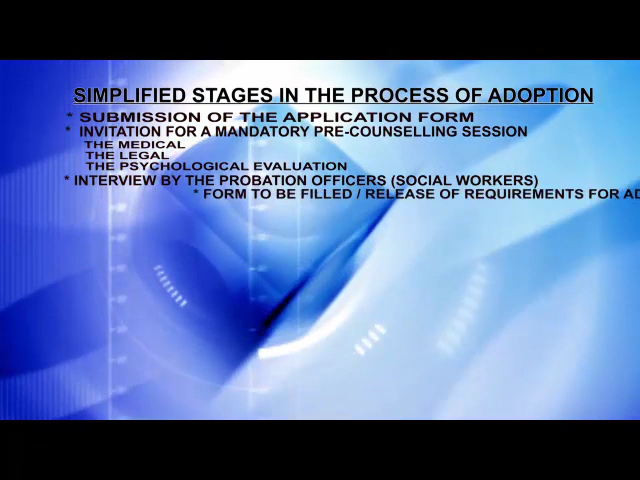 SIMPLIFIED STAGES IN THE PROCESS OF ADOPTION
* SUBMISSION OF THE APPLICATION FORM
* INVITATION FOR A MANDATORY PRE-COUNSELLING SESSION
THE MEDICAL
THE LEGAL
THE PSYCHOLOGICAL EVALUATION
* INTERVIEW BY THE PROBATION OFFICERS (SOCIAL WORKERS)
* FORM TO BE FILLED / RELEASE OF REQUIREMENTS FOR AD